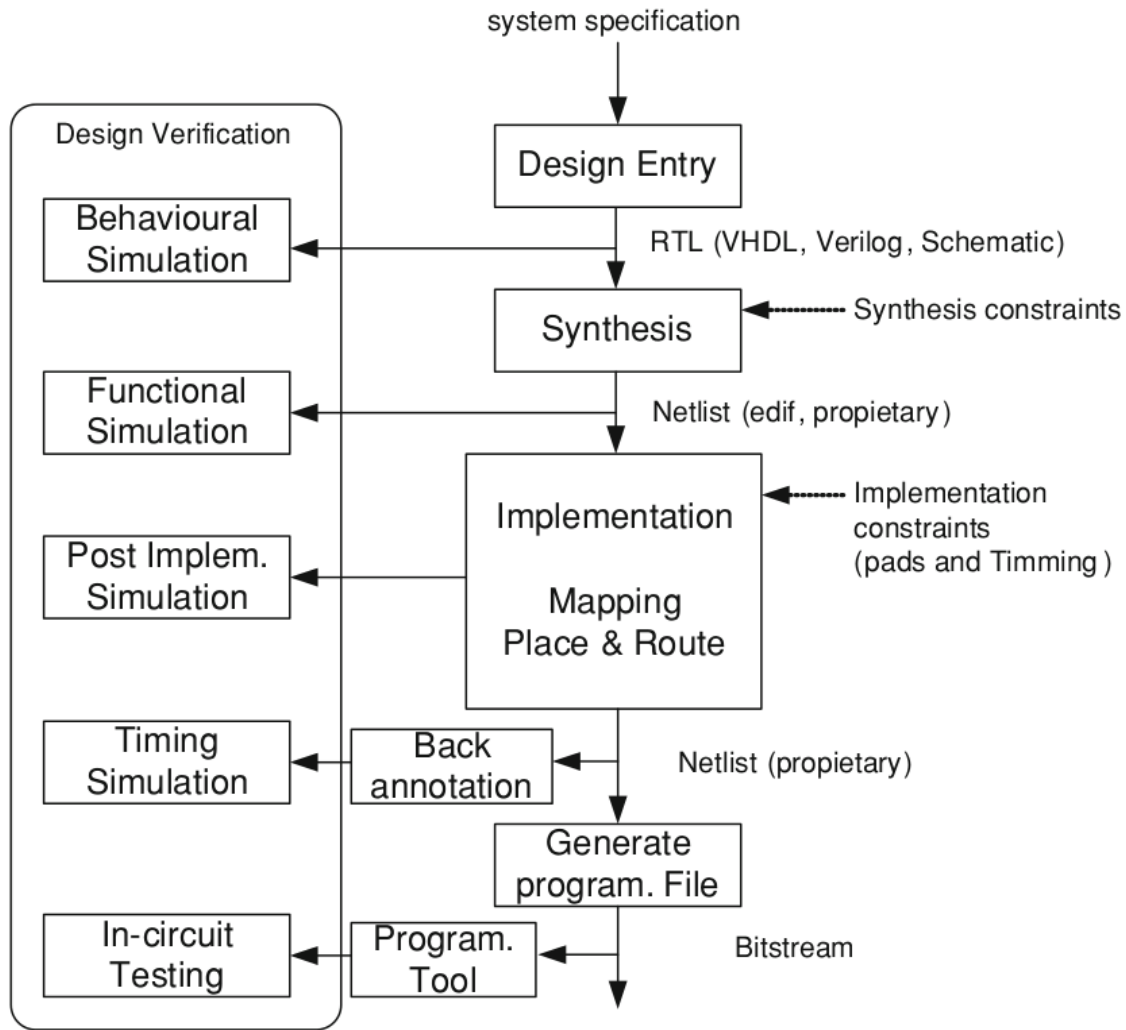 system specification
Design Verification
Design Entry
Behavioural
Simulation
RTL (VHDL, Verilog, Schematic)
Synthesis
Synthesis constraints
Functional
Simulation
Netlist (edif, propietary)
Implementation
Mapping
Place & Route
Implementation
constraints
(pads and Timming)
Post Implem.
Simulation
Timing
Simulation
Back
annotation
Netlist (propietary)
Generate
program. File
In-circuit
Testing
Program.
Tool
Bitstream